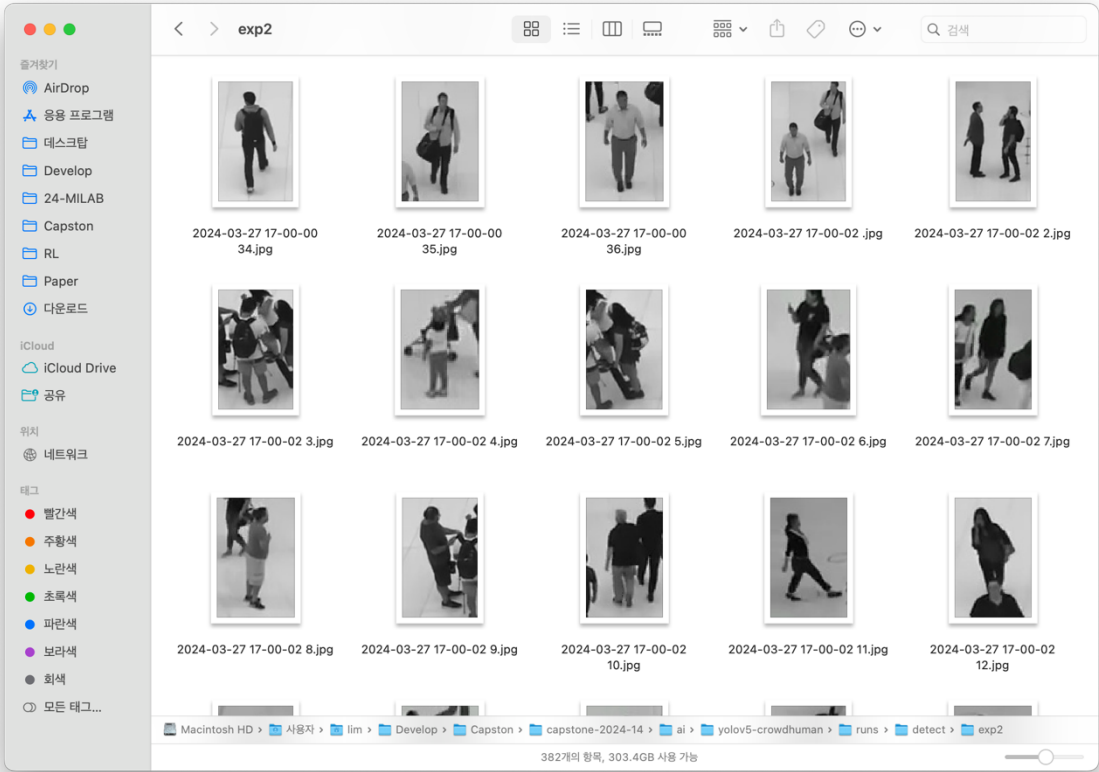 exp2
검색
즐겨찾기
AirDrop
응용 프로그램
데스크탑
Develop
24-MILAB
Capston
RL
Paper
다운로드
iCloud
iCloud Drive
공유
위치
네트워크
태그
빨간색
주황색
노란색
초록색
파란색
보라색
회색
모든 태그...
2024-03-27 17-00-00
34.jpg
2024-03-27 17-00-00
35.jpg
2024-03-27 17-00-00
36.jpg
2024-03-27 17-00-02 .jpg
2024-03-27 17-00-02 2.jpg
2024-03-27 17-00-02 3.jpg
2024-03-27 17-00-02 4.jpg
2024-03-27 17-00-02 5.jpg
2024-03-27 17-00-02 6.jpg
2024-03-27 17-00-02 7.jpg
2024-03-27 17-00-02 8.jpg
2024-03-27 17-00-02 9.jpg
2024-03-27 17-00-02
10.jpg
2024-03-27 17-00-02 11.jpg
2024-03-27 17-00-02
12.jpg
Macintosh HD › 사용자 › lim › Develop › Capston › capstone-2024-14 › ai › yolov5-crowdhuman › runs › detect › exp2
382개의 항목, 303.4GB 사용 가능